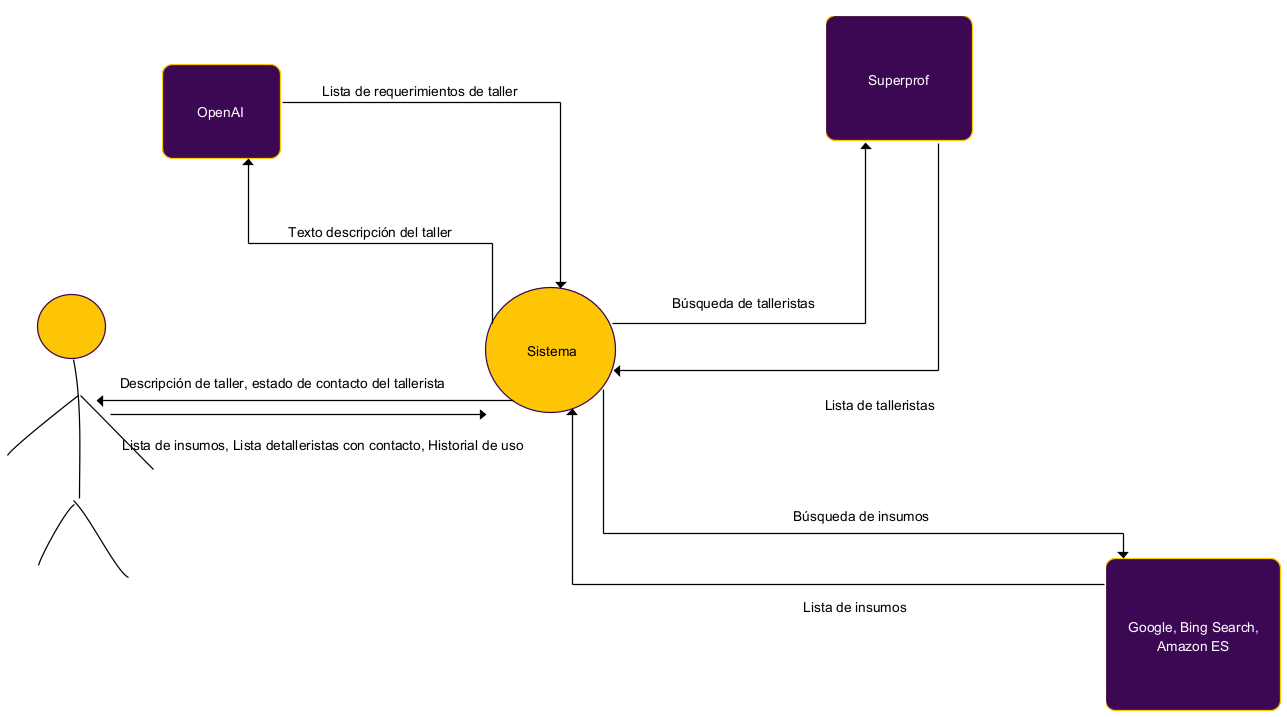 Superprof
Lista de requerimientos de taller
OpenAI
Texto descripción del taller
Búsqueda de talleristas
Sistema
Descripción de taller, estado de contacto del tallerista
Lista de talleristas
Lista de insumos, Lista detalleristas con contacto, Historial de uso
Búsqueda de insumos
Lista de insumos
Google, Bing Search,
Amazon ES